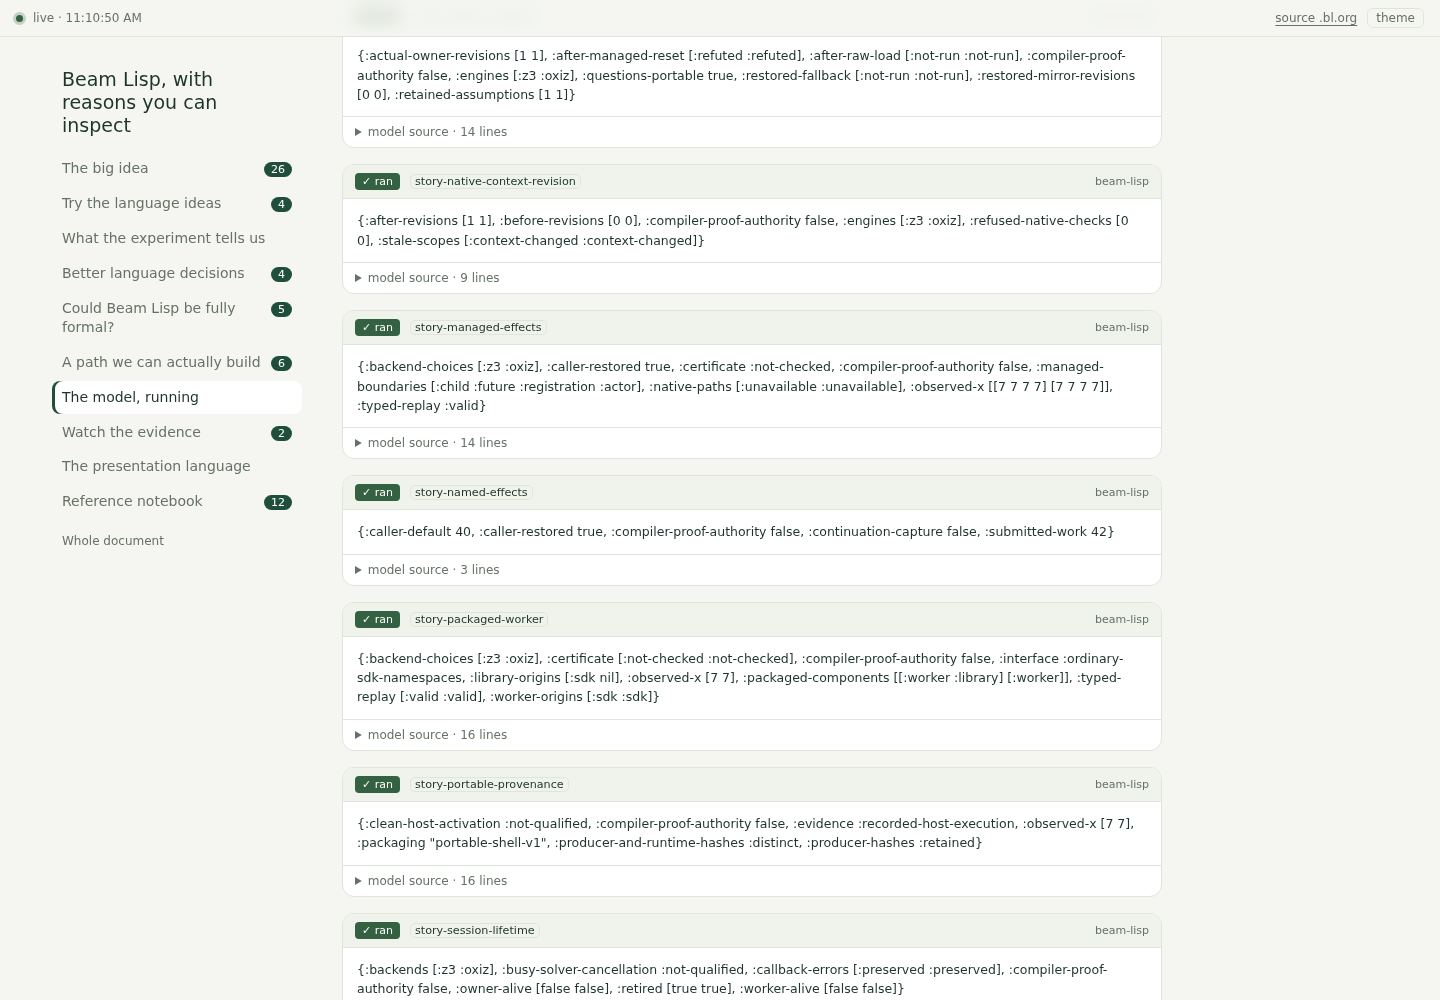 live · 11:10:50 AM
source .bl.org
theme
Beam Lisp, with
reasons you can
inspect
The big idea
26
Try the language ideas
4
What the experiment tells us
Better language decisions
4
Could Beam Lisp be fully
formal?
5
A path we can actually build
6
The model, running
Watch the evidence
2
The presentation language
Reference notebook
12
Whole document
{:actual-owner-revisions [1 1], :after-managed-reset [:refuted :refuted], :after-raw-load [:not-run :not-run], :compiler-proof-
authority false, :engines [:z3 :oxiz], :questions-portable true, :restored-fallback [:not-run :not-run], :restored-mirror-revisions
[0 0], :retained-assumptions [1 1]}
▶ model source · 14 lines
✓ ran story-native-context-revision beam-lisp
{:after-revisions [1 1], :before-revisions [0 0], :compiler-proof-authority false, :engines [:z3 :oxiz], :refused-native-checks [0
0], :stale-scopes [:context-changed :context-changed]}
▶ model source · 9 lines
✓ ran story-managed-effects beam-lisp
{:backend-choices [:z3 :oxiz], :caller-restored true, :certificate :not-checked, :compiler-proof-authority false, :managed-
boundaries [:child :future :registration :actor], :native-paths [:unavailable :unavailable], :observed-x [[7 7 7 7] [7 7 7 7]],
:typed-replay :valid}
▶ model source · 14 lines
✓ ran story-named-effects beam-lisp
{:caller-default 40, :caller-restored true, :compiler-proof-authority false, :continuation-capture false, :submitted-work 42}
▶ model source · 3 lines
✓ ran story-packaged-worker beam-lisp
{:backend-choices [:z3 :oxiz], :certificate [:not-checked :not-checked], :compiler-proof-authority false, :interface :ordinary-
sdk-namespaces, :library-origins [:sdk nil], :observed-x [7 7], :packaged-components [[:worker :library] [:worker]], :typed-
replay [:valid :valid], :worker-origins [:sdk :sdk]}
▶ model source · 16 lines
✓ ran story-portable-provenance beam-lisp
{:clean-host-activation :not-qualified, :compiler-proof-authority false, :evidence :recorded-host-execution, :observed-x [7 7],
:packaging "portable-shell-v1", :producer-and-runtime-hashes :distinct, :producer-hashes :retained}
▶ model source · 16 lines
✓ ran story-session-lifetime beam-lisp
{:backends [:z3 :oxiz], :busy-solver-cancellation :not-qualified, :callback-errors [:preserved :preserved], :compiler-proof-
authority false, :owner-alive [false false], :retired [true true], :worker-alive [false false]}